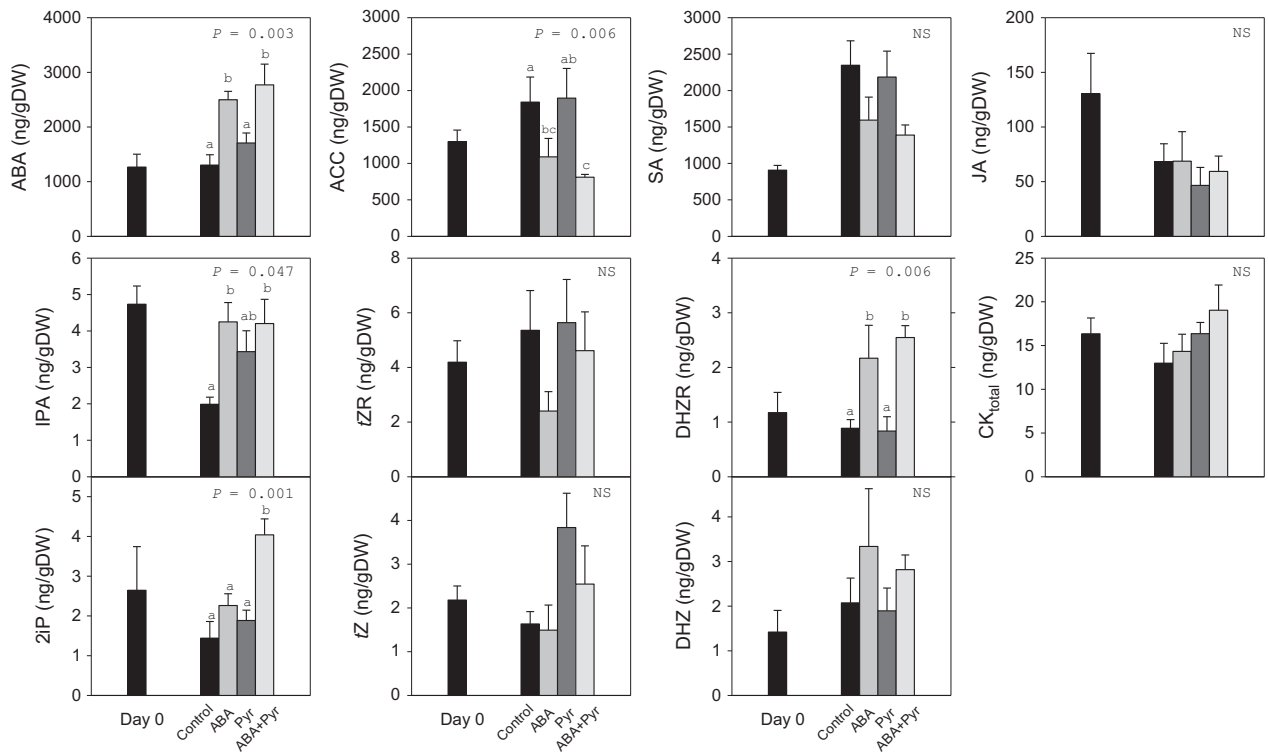 ABA (ng/gDW)
4000
3000
2000
1000
0
P = 0.003
a
b
a
b
ACC (ng/gDW)
3000
2500
2000
1500
1000
500
0
P = 0.006
a
bc
ab
c
SA (ng/gDW)
3000
2500
2000
1500
1000
500
0
NS
JA (ng/gDW)
200
150
100
50
0
NS
IPA (ng/gDW)
6
5
4
3
2
1
0
P = 0.047
a
b
ab
b
tZR (ng/gDW)
8
6
4
2
0
NS
DHZR (ng/gDW)
4
3
2
1
0
P = 0.006
a
b
a
b
CKtotal (ng/gDW)
25
20
15
10
5
0
NS
2iP (ng/gDW)
5
4
3
2
1
0
P = 0.001
a
a
a
b
Day 0
Control
ABA
Pyr
ABA+Pyr
tZ (ng/gDW)
4
3
2
1
0
NS
Day 0
Control
ABA
Pyr
ABA+Pyr
DHZ (ng/gDW)
4
3
2
1
0
NS
Day 0
Control
ABA
Pyr
ABA+Pyr